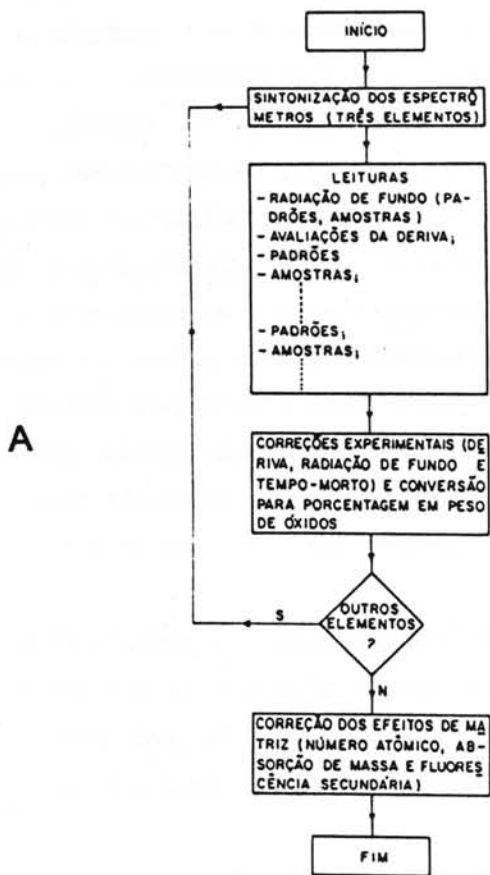 INÍCIO
SINTONIZAÇÃO DOS ESPECTRÔ
METROS (TRÊS ELEMENTOS)
LEITURAS
- RADIAÇÃO DE FUNDO (PA-
DRÕES, AMOSTRAS)
- AVALIAÇÕES DA DERIVA;
- PADRÕES
- AMOSTRAS;
- PADRÕES;
- AMOSTRAS;
A
CORREÇÕES EXPERIMENTAIS (DE
RIVA, RADIAÇÃO DE FUNDO E
TEMPO-MORTO) E CONVERSÃO
PARA PORCENTAGEM EM PESO
DE ÓXIDOS
S
OUTROS
ELEMENTOS
?
N
CORREÇÃO DOS EFEITOS DE MA
TRIZ (NÚMERO ATÔMICO, AB-
SORÇÃO DE MASSA E FLUORES
CÊNCIA SECUNDÁRIA)
FIM